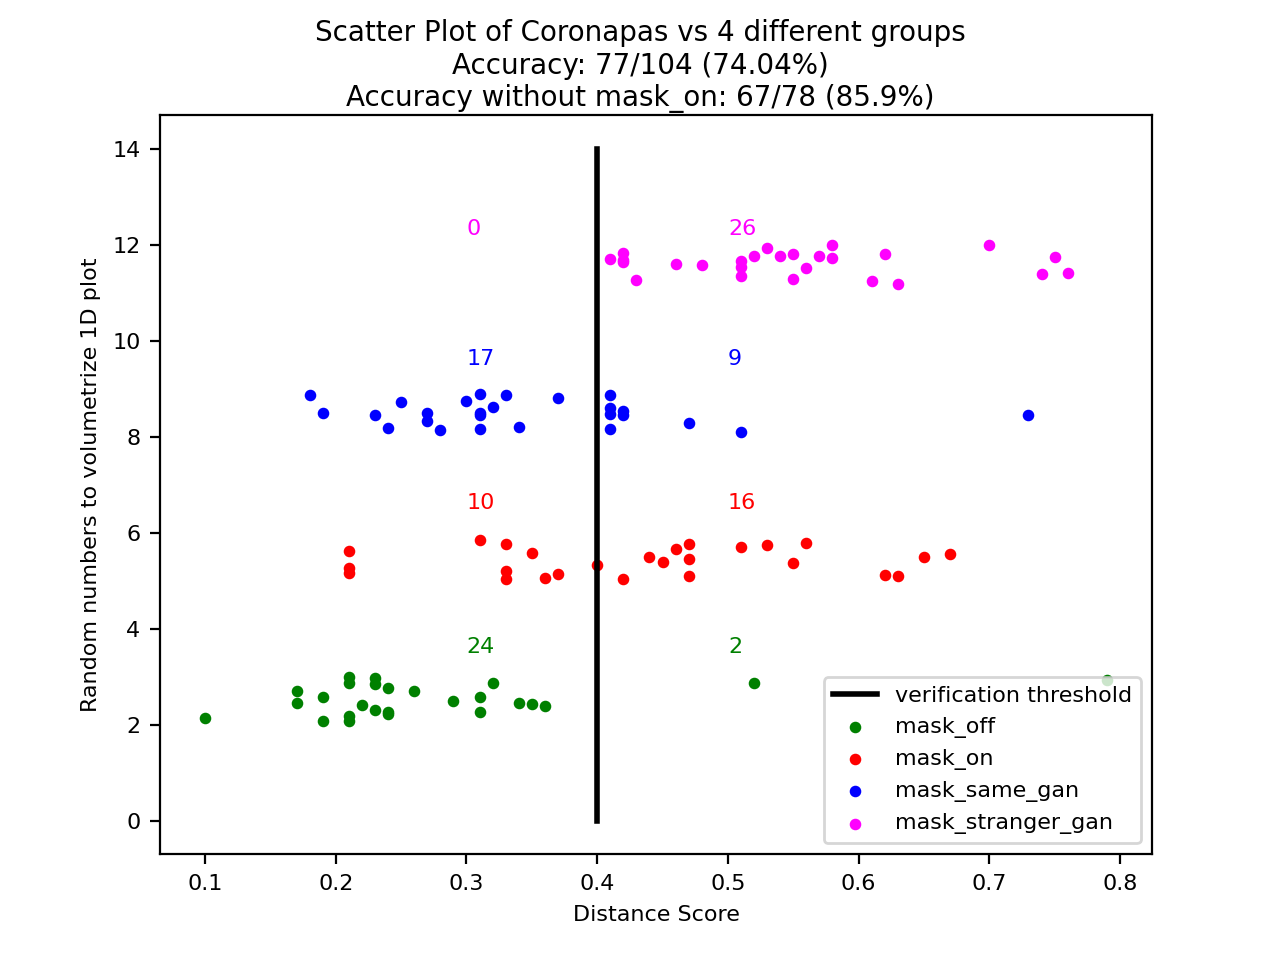 Scatter Plot of Coronapas vs 4 different groups
Accuracy: 77/104 (74.04%)
Accuracy without mask_on: 67/78 (85.9%)
14
0
26
12
10
17
9
8
10
16
6
4
24
2
2
0
Random numbers to volumetrize 1D plot
verification threshold
mask_off
mask_on
mask_same_gan
mask_stranger_gan
0.1 0.2 0.3 0.4 0.5 0.6 0.7 0.8
Distance Score